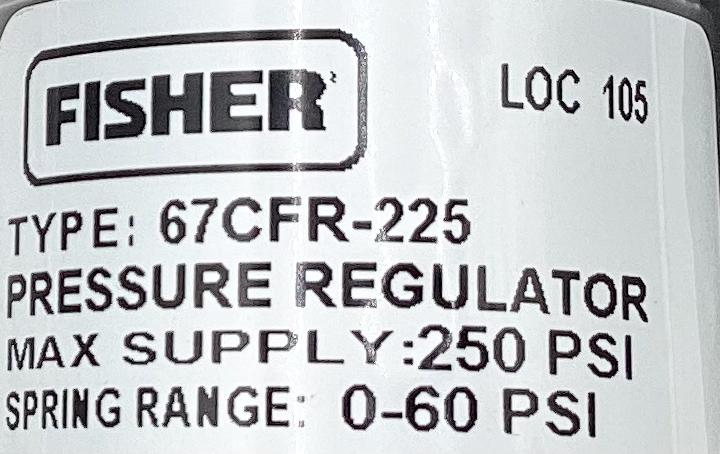 FISHER
LOC 105
TYPE: 67CFR-225
PRESSURE REGULATOR
MAX SUPPLY:250 PSI
SPRING RANGE: 0-60 PSI